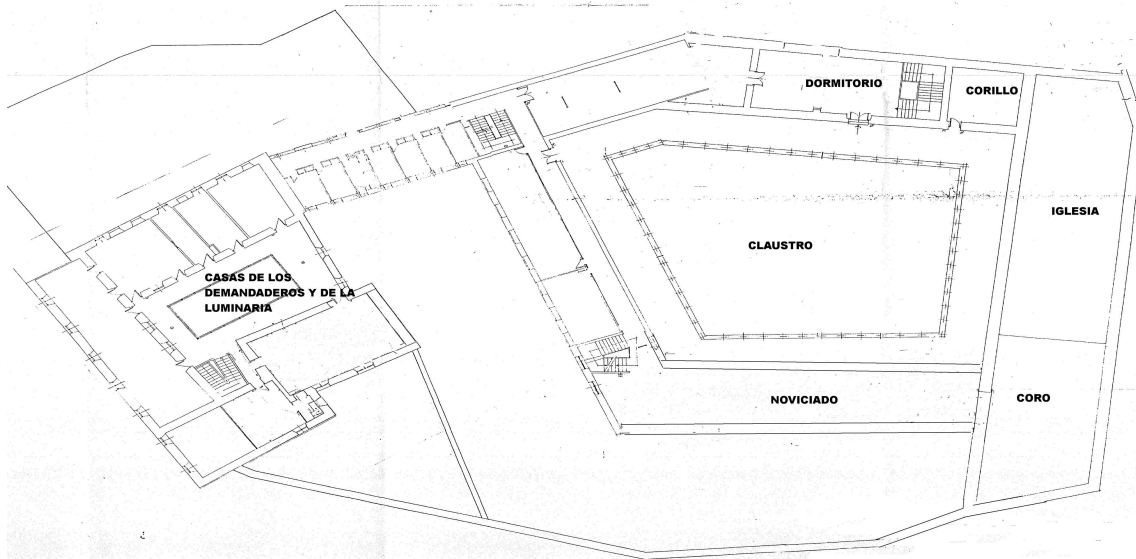 DORMITORIO
CORILLO
IGLESIA
CLAUSTRO
CASAS DE LOS
DEMANDADEROS Y DE LA
LUMINARIA
NOVICIADO
CORO